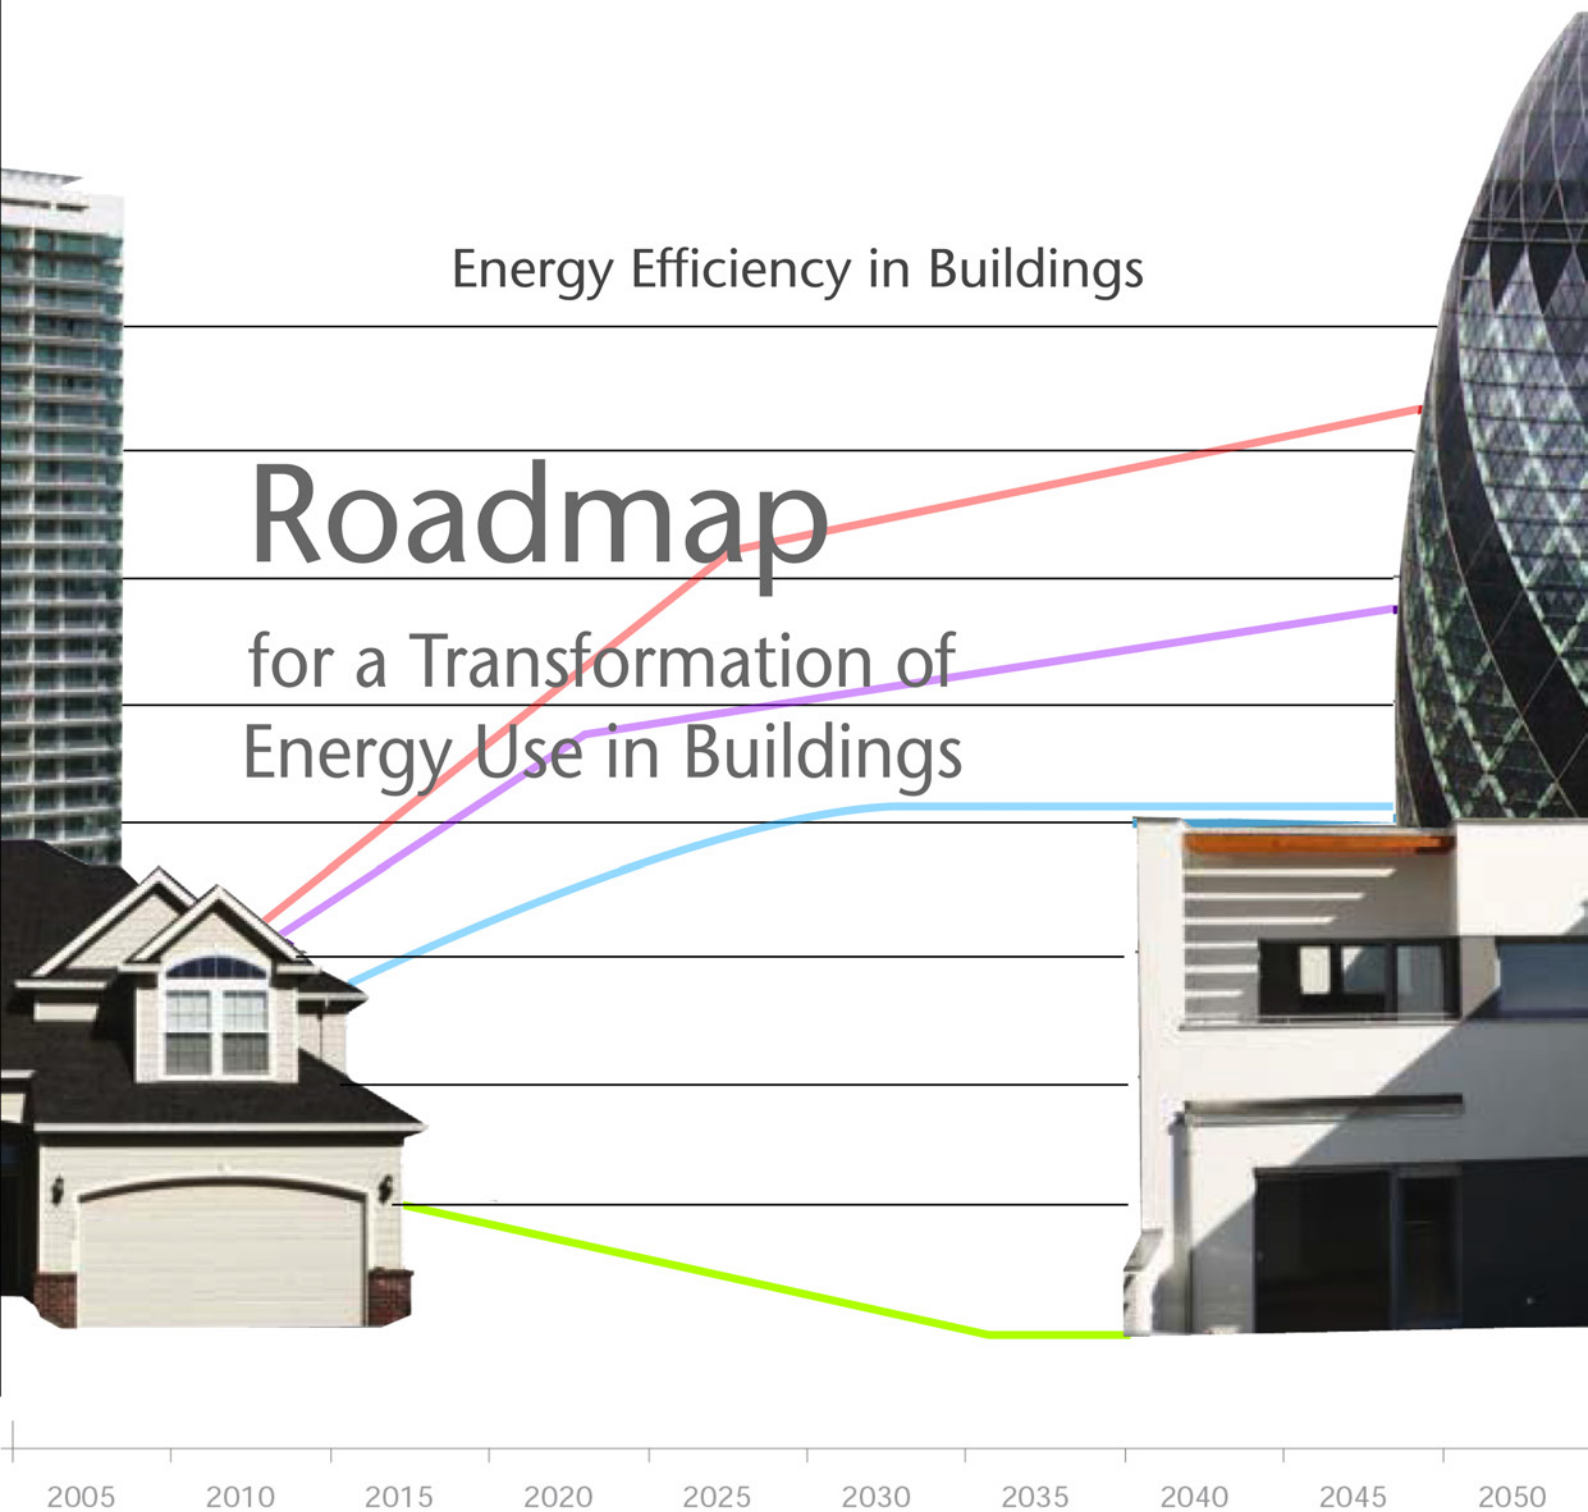 Energy Efficiency in Buildings
Roadmap
for a Transformation of
Energy Use in Buildings
2005 2010 2015 2020 2025 2030 2035 2040 2045 2050